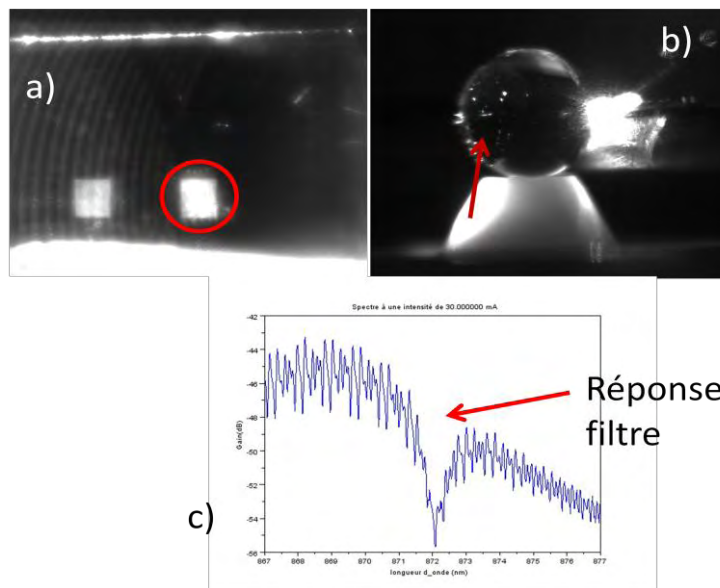 a)
b)
Spectre à une intensité de 30.000000 mA
-42
-44
-46
-48
-50
-52
-54
-56
Gain(dB)
867 868 869 870 871 872 873 874 875 876 877
longueur d_onde (nm)
Réponse
filtre
c)